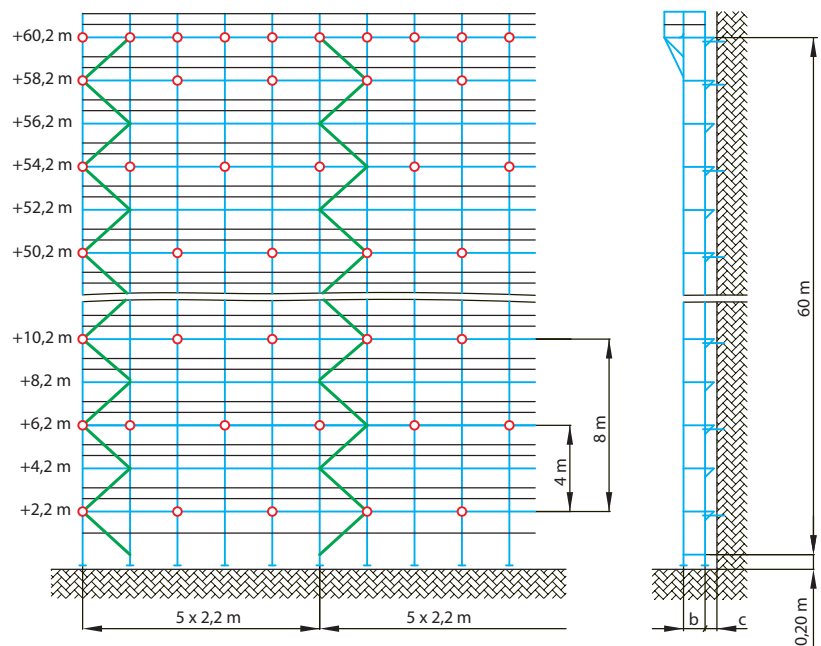 +60,2 m
+58,2 m
+56,2 m
+54,2 m
+52,2 m
+50,2 m
+10,2 m
+8,2 m
+6,2 m
+4,2 m
+2,2 m
4 m
8 m
60 m
0,20 m
5 x 2,2 m
5 x 2,2 m
b
c